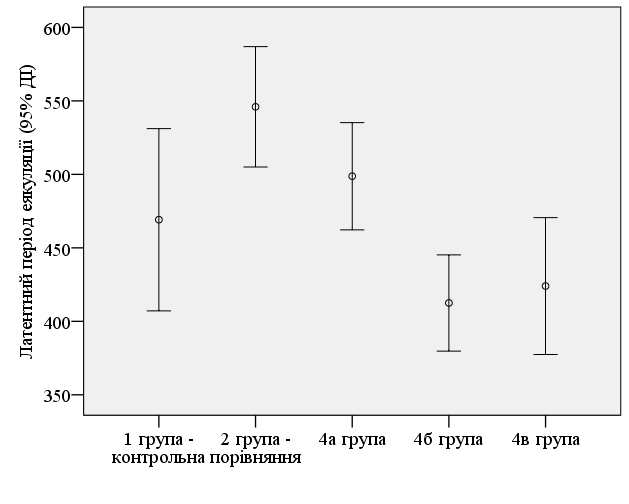 Латентний період еякуляції (95% ДІ)
600
550
500
450
400
350
1 група -
контрольна
2 група -
порівняння
4а група
4б група
4в група